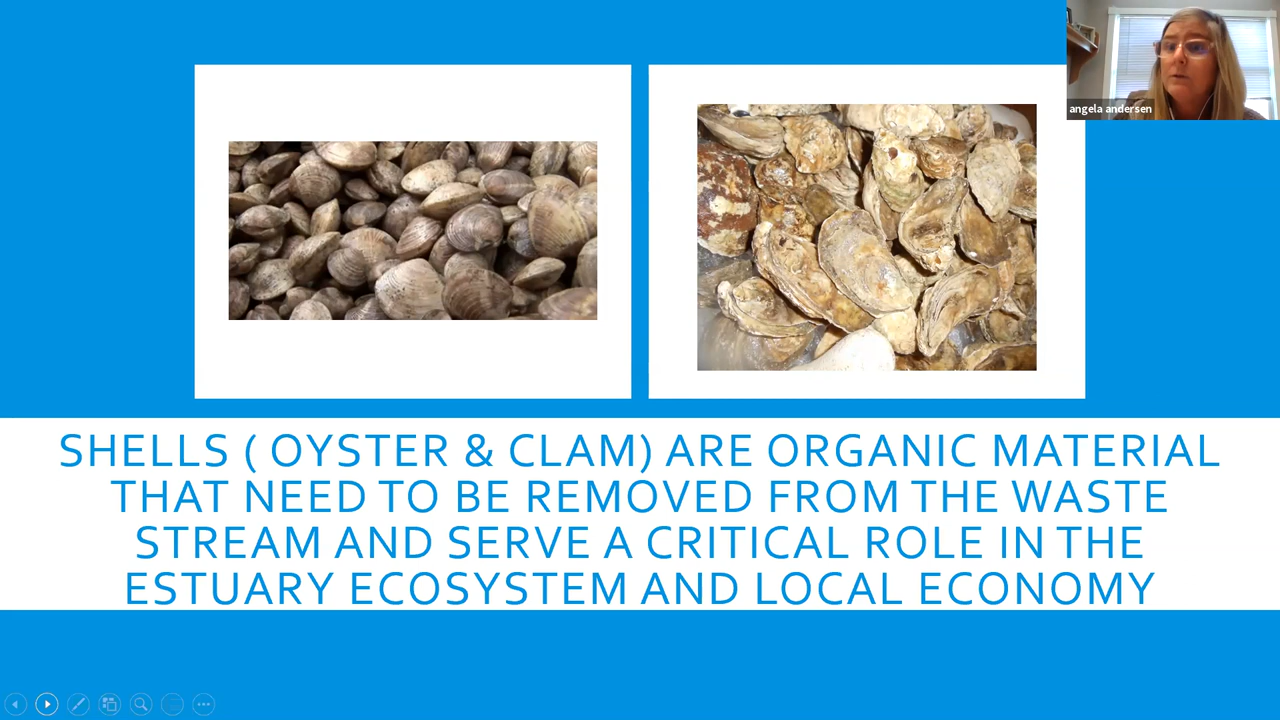 angela andersen
SHELLS ( OYSTER & CLAM) ARE ORGANIC MATERIAL
THAT NEED TO BE REMOVED FROM THE WASTE
STREAM AND SERVE A CRITICAL ROLE IN THE
ESTUARY ECOSYSTEM AND LOCAL ECONOMY